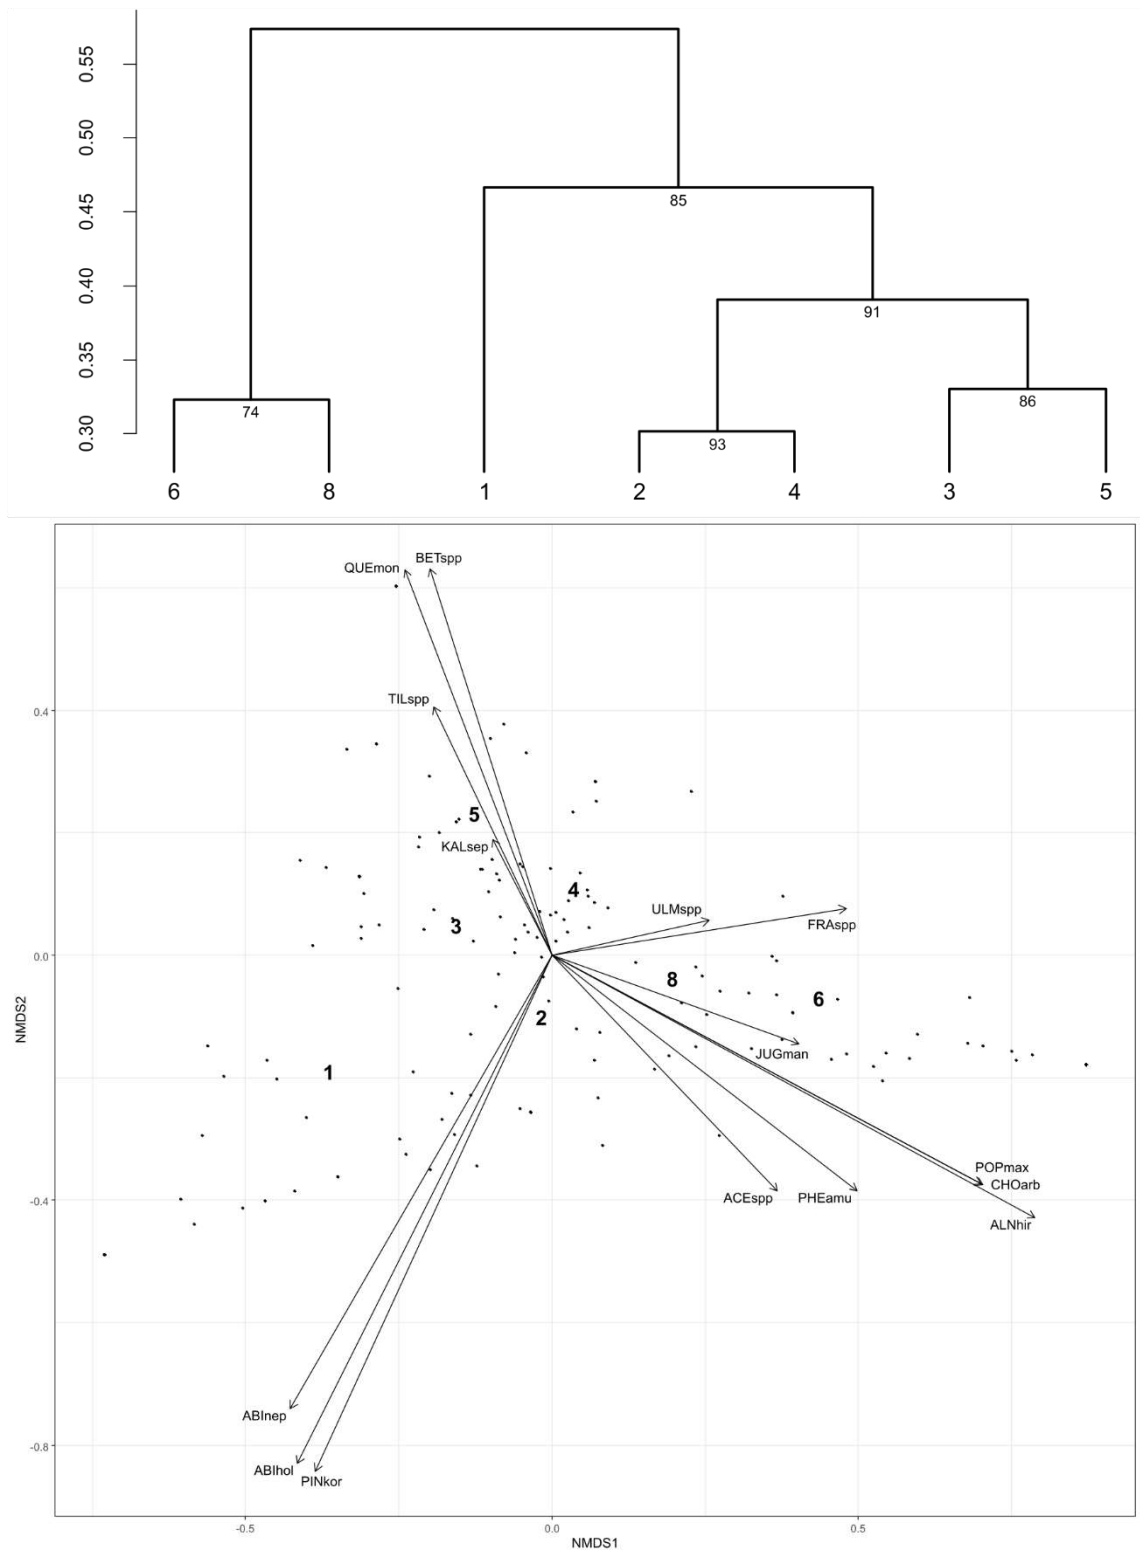 0.55
0.50
0.45
0.40
0.35
0.30
85
91
74
93
86
6 8 1 2 4 3 5
BETspp
QUEmon
TILspp
0.4
5
KALsep
4
ULMspp
FRAspp
3
0.0
8
6
2
NMDS2
JUGman
1
POPmax
CHOarb
ACEspp PHEamu
-0.4
ALNhir
ABInep
-0.8
ABIhol
PINkor
-0.5 0.0 0.5
NMDS1